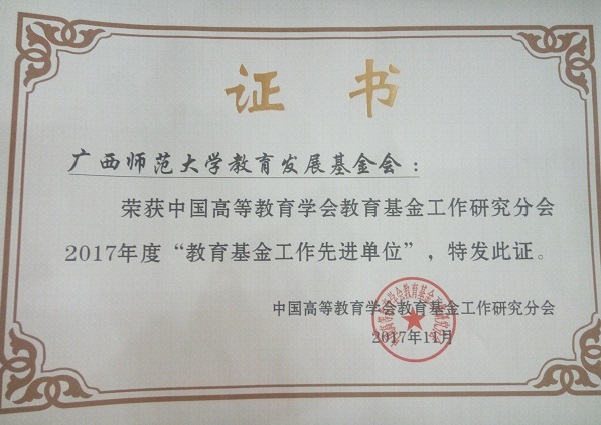 证书
广西师范大学教育发展基金会：
荣获中国高等教育学会教育基金工作研究分会
2017年度“教育基金工作先进单位”，特发此证。
中国高等教育学会教育基金工作研究分会
2017年11月